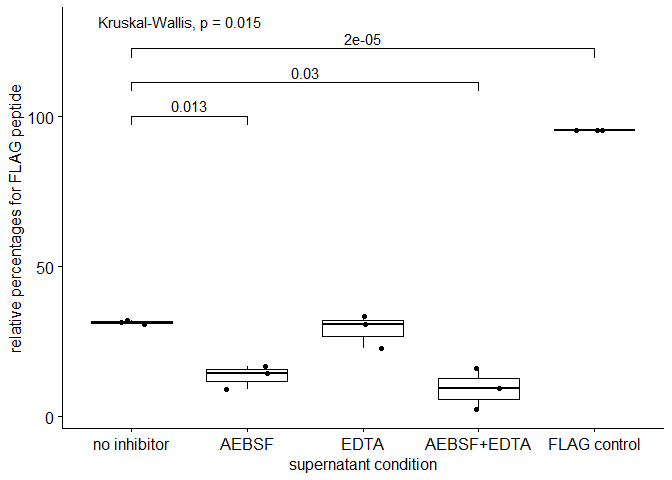 Kruskal-Wallis, p = 0.015
2e-05
0.03
0.013
relative percentages for FLAG peptide
100
50
0
no inhibitor AEBSF EDTA AEBSF+EDTA FLAG control
supernatant condition